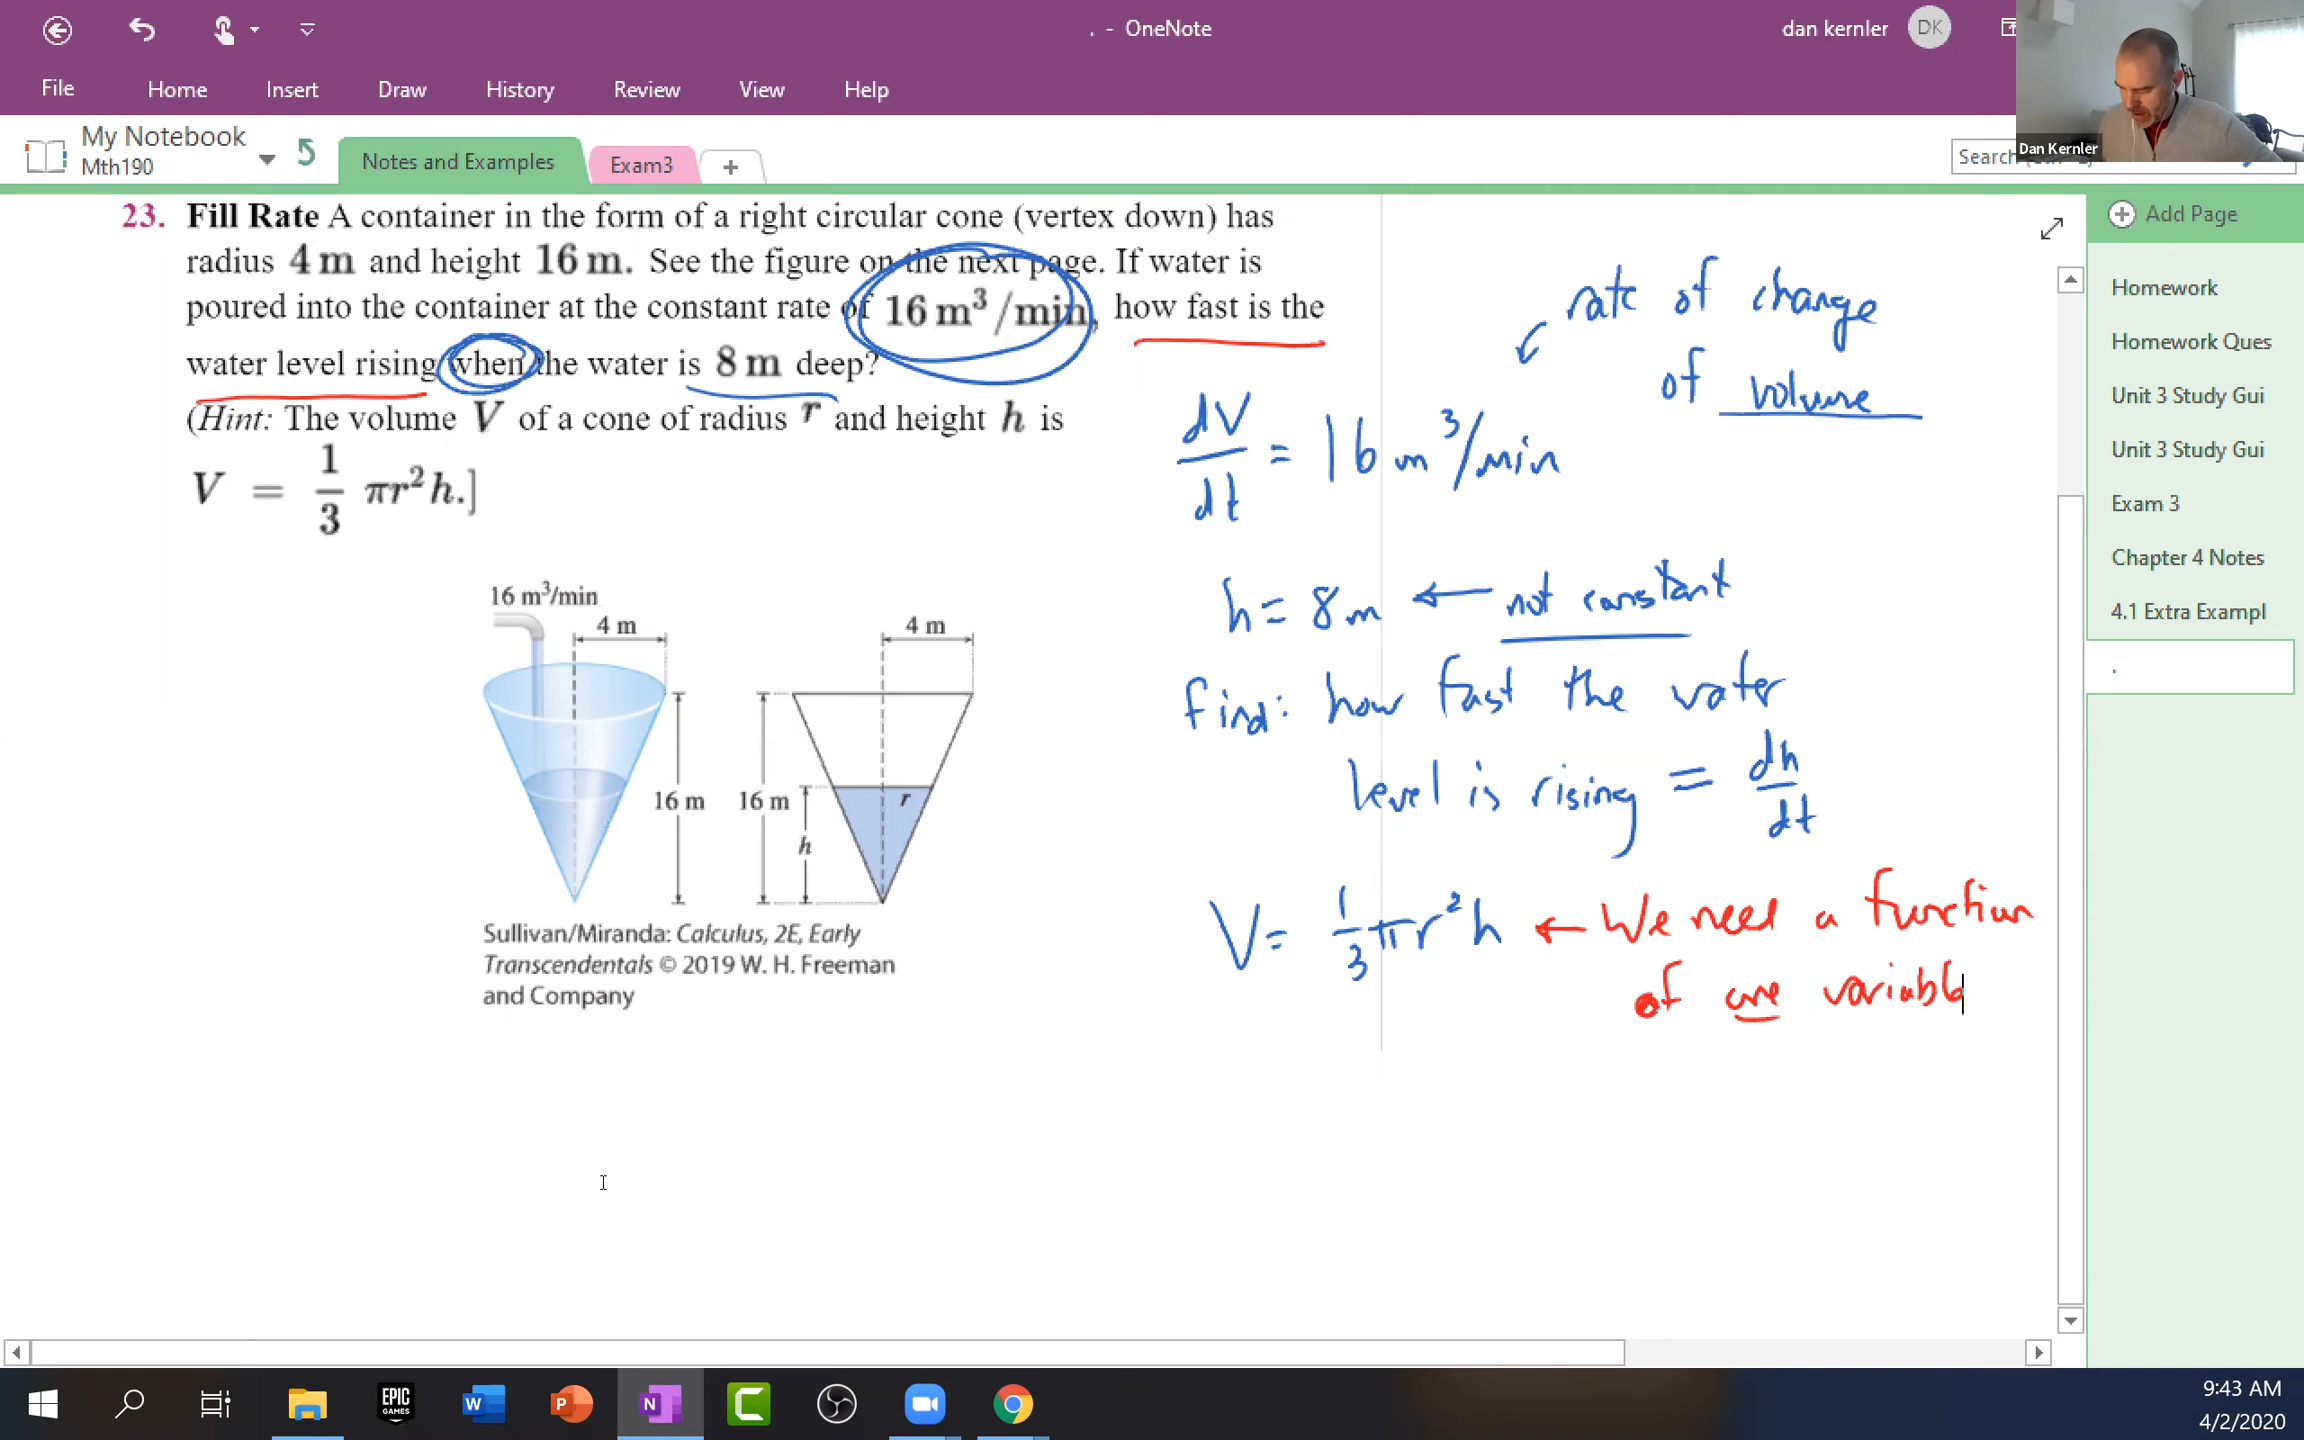 . - OneNote
dan kernler
DK
File
Home
Insert
Draw
History
Review
View
Help
Dan Kernler
My Notebook
Mth190
Notes and Examples
Exam3
+
Search
Add Page
Homework
Homework Ques
Unit 3 Study Gui
Unit 3 Study Gui
Exam 3
Chapter 4 Notes
4.1 Extra Exampl
.
23. Fill Rate A container in the form of a right circular cone (vertex down) has
radius 4 m and height 16 m. See the figure on the next page. If water is
poured into the container at the constant rate of 16 m³/min, how fast is the
water level rising when the water is 8 m deep?
(Hint: The volume V of a cone of radius r and height h is
V = 1/3 πr²h.]
16 m³/min
4 m
4 m
16 m
16 m
h
r
Sullivan/Miranda: Calculus, 2E, Early
Transcendentals © 2019 W. H. Freeman
and Company
rate of change
of volume
dV/dt = 16 m³/min
h = 8m ← not constant
find: how fast the water
level is rising = dh/dt
V = 1/3 πr²h ← We need a function
of one variable
EPIC
GAMES
W
P
N
9:43 AM
4/2/2020